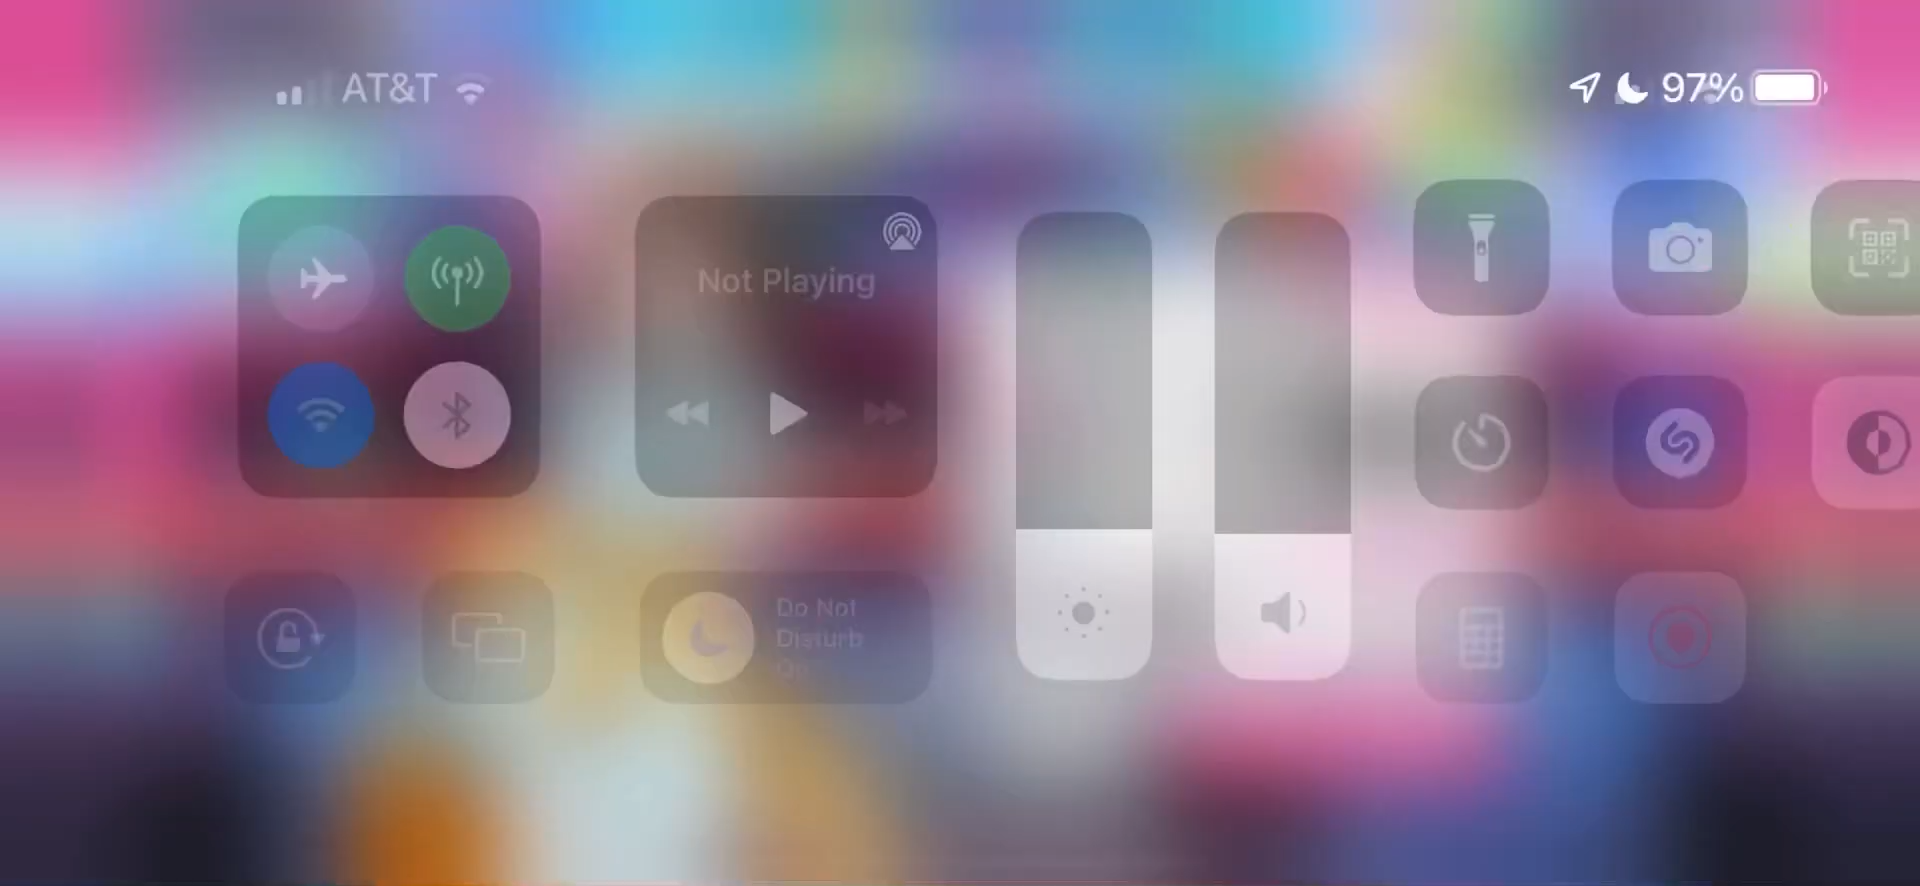 AT&T
97%
Not Playing
Do Not
Disturb